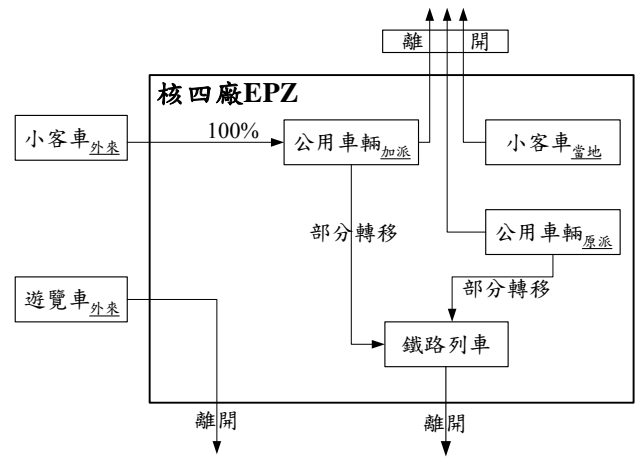 離 開
核四廠EPZ
小客車外來
100%
公用車輛加派
小客車當地
部分轉移
公用車輛原派
遊覽車外來
部分轉移
鐵路列車
離開
離開